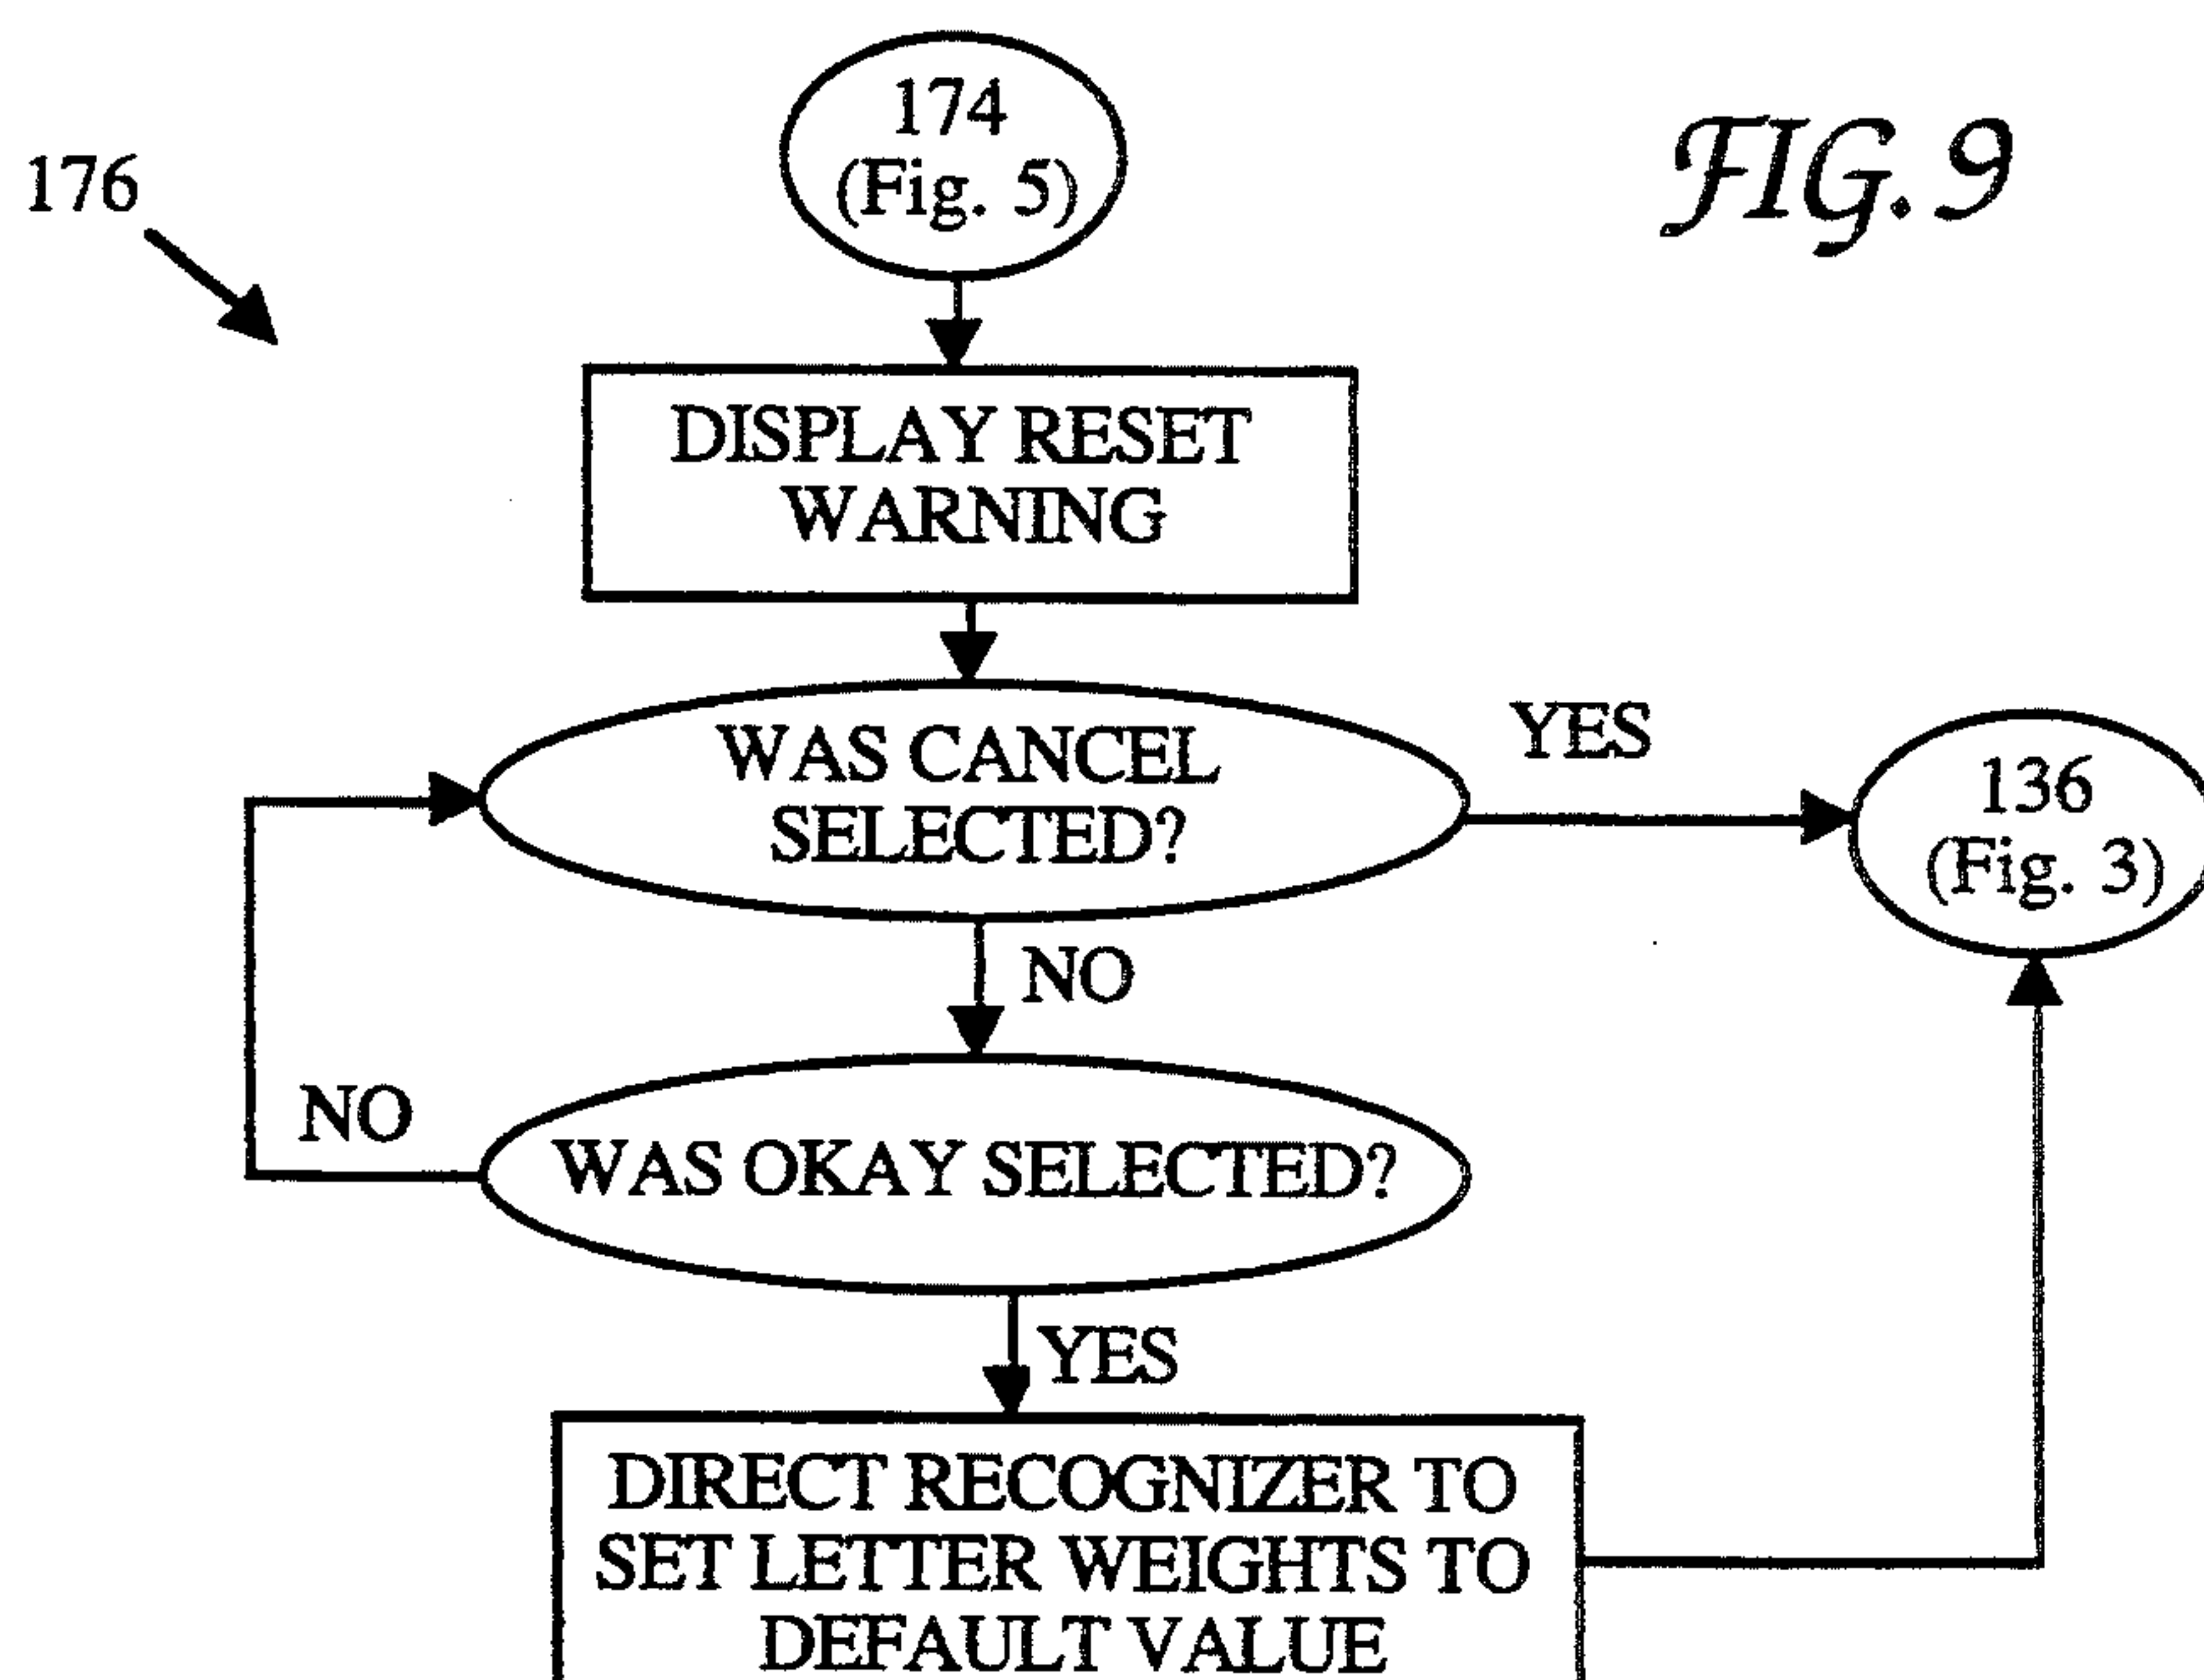 174
(Fig. 5)
FIG. 9
176
DISPLAY RESET
WARNING
WAS CANCEL
SELECTED?
YES
136
(Fig. 3)
NO
WAS OKAY SELECTED?
NO
YES
DIRECT RECOGNIZER TO
SET LETTER WEIGHTS TO
DEFAULT VALUE